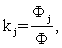 k_j = Φ_j / Φ,